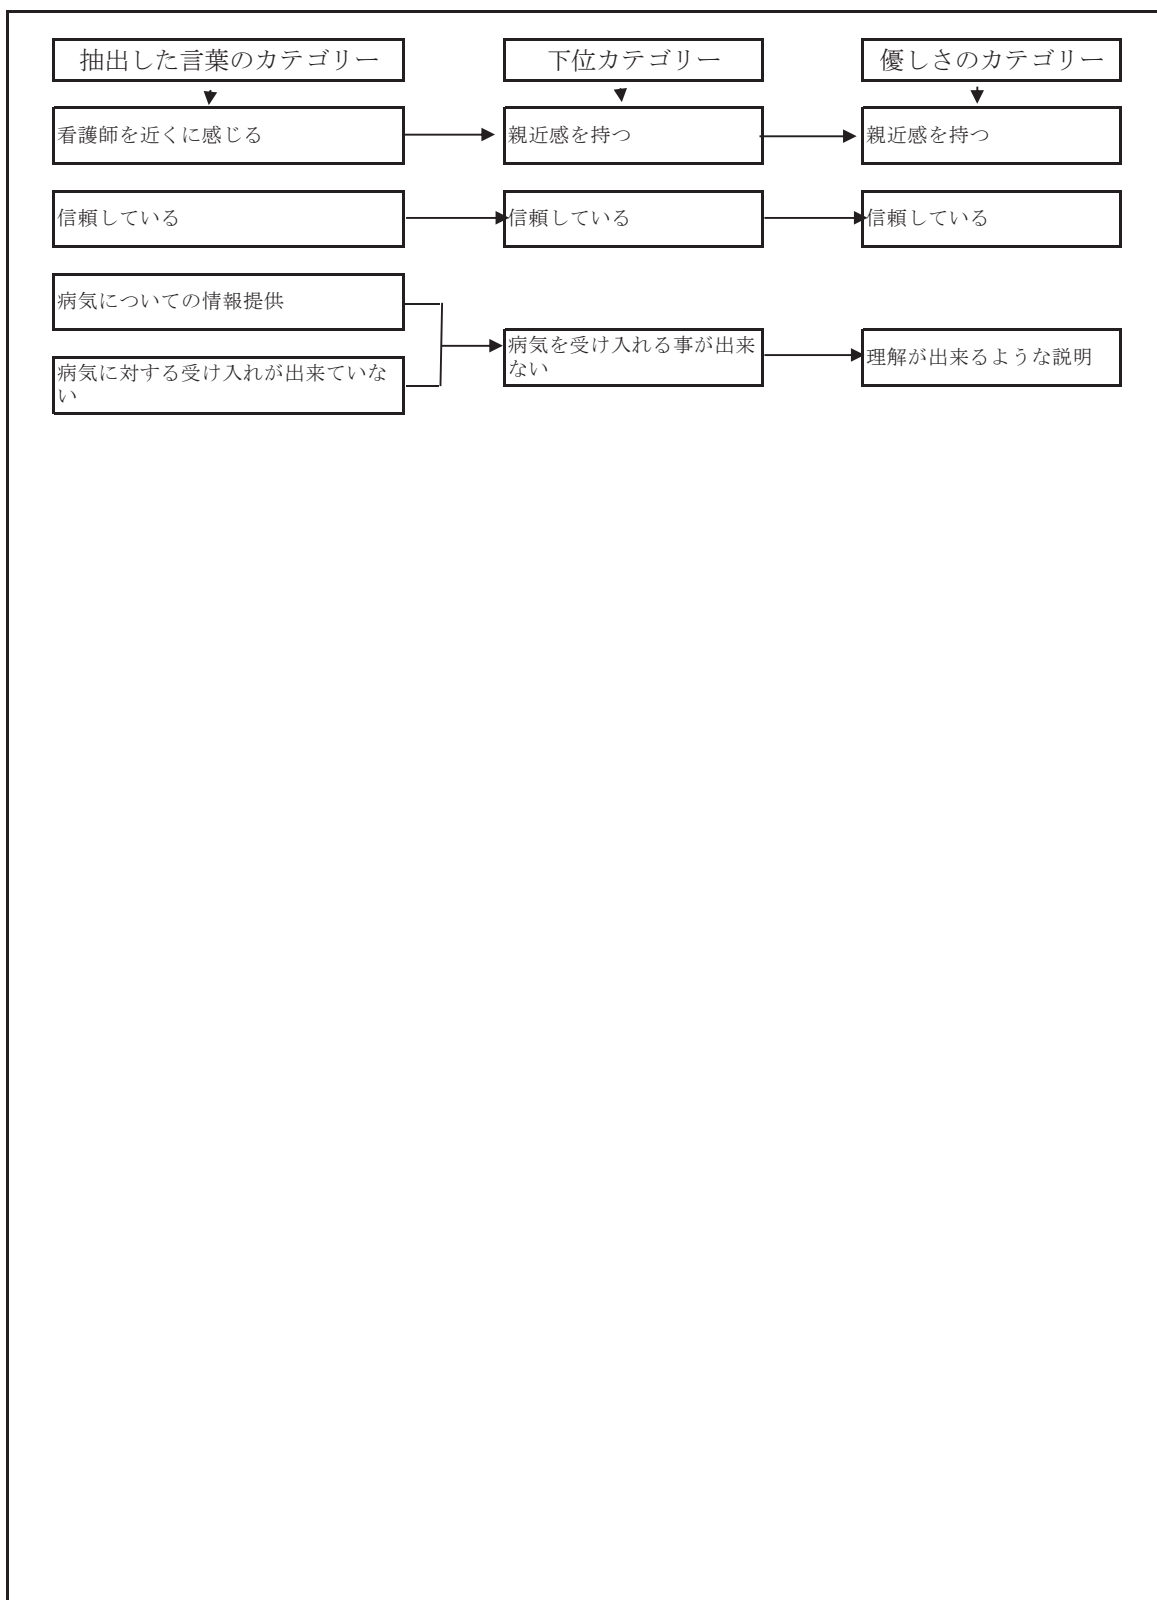 抽出した言葉のカテゴリー
下位カテゴリー
優しさのカテゴリー
看護師を近くに感じる
親近感を持つ
親近感を持つ
信頼している
信頼している
信頼している
病気についての情報提供
病気に対する受け入れが出来ていな
い
病気を受け入れる事が出来
ない
理解が出来るような説明